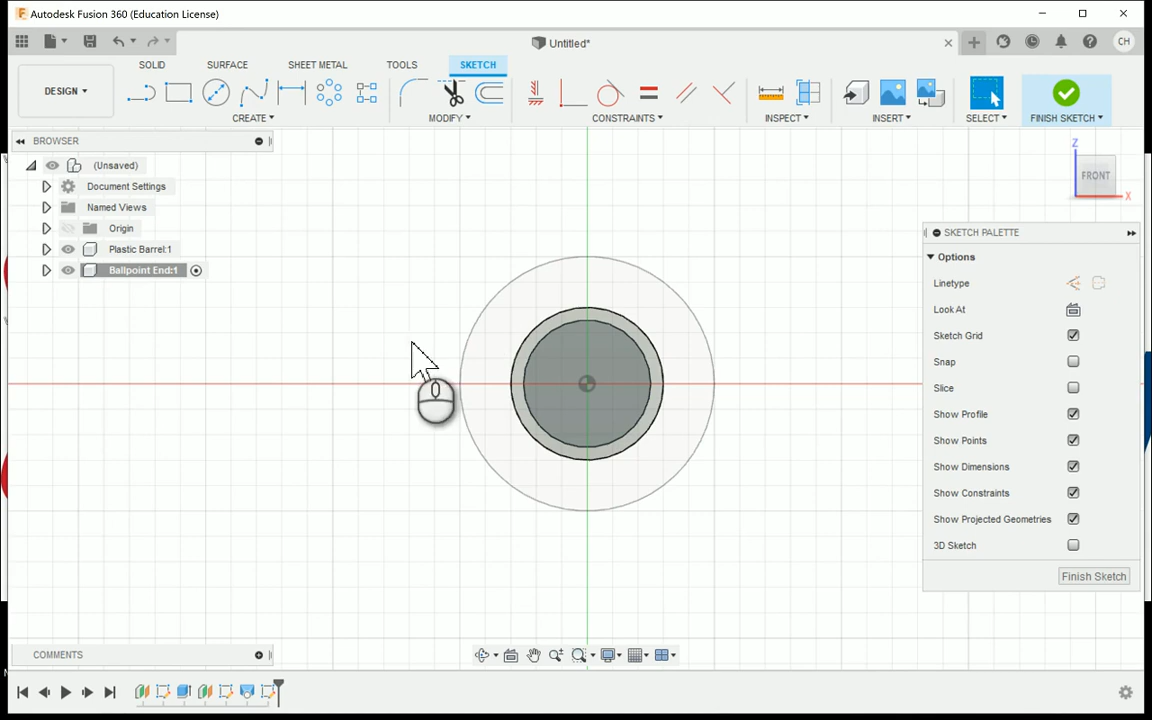 Autodesk Fusion 360 (Education License)
Untitled*
CH
SOLID
SURFACE
SHEET METAL
TOOLS
SKETCH
DESIGN
CREATE
MODIFY
CONSTRAINTS
INSPECT
INSERT
SELECT
FINISH SKETCH
BROWSER
(Unsaved)
Document Settings
Named Views
Origin
Plastic Barrel:1
Ballpoint End:1
Z
FRONT
X
SKETCH PALETTE
Options
Linetype
Look At
Sketch Grid
Snap
Slice
Show Profile
Show Points
Show Dimensions
Show Constraints
Show Projected Geometries
3D Sketch
Finish Sketch
COMMENTS